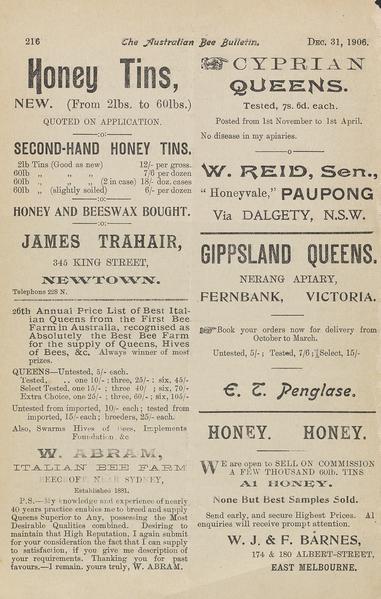 216 The Australian Bee Bulletin. DEC. 31, 1906.
Honey Tins,
NEW. (From 2lbs. to 60lbs.)
QUOTED ON APPLICATION.
SECOND-HAND HONEY TINS.
2lb Tins (Good as new) 12/- per gross.
60lb „ „ „ 7/6 per dozen
60lb „ „ (2 in case) 18/- doz. cases
60lb „ (slightly soiled) 6/- per dozen
HONEY AND BEESWAX BOUGHT.
JAMES TRAHAIR,
345 KING STREET,
NEWTOWN.
Telephone 228 N.
26th Annual Price List of Best Ital-
ian Queens from the First Bee
Farm in Australia, recognised as
Absolutely the Best Bee Farm
for the supply of Queens, Hives
of Bees, &c. Always winner of most
prizes.
QUEENS—Untested, 5/- each.
Tested, .. one 10/-; three, 25/-; six, 45/-
Select Tested, one 15/-; three 40/ ; six, 70/-
Extra Choice, one 25/-; three, 60/-; six, 105/-
Untested from imported, 10/- each; tested from
imported, 15/- each; breeders, 25/- each.
Also, Swarms Hives of Bees, Implements
Foundation &c
W. ABRAM,
ITALIAN BEE FARM
BEECROFT, NEAR SYDNEY,
Established 1881.
P.S.—My knowledge and experience of nearly
40 years practice enables me to breed and supply
Queens Superior to Any, possessing the Most
Desirable Qualities combined. Desiring to
maintain that High Reputation, I again submit
for your consideration the fact that I can supply
to satisfaction, if you give me description of
your requirements. Thanking you for past
favours.—I remain. yours truly, W. ABRAM.
CYPRIAN
QUEENS.
Tested, 7s. 6d. each.
Posted from 1st November to 1st April.
No disease in my apiaries.
W. REID, Sen.,
"Honeyvale," PAUPONG
Via DALGETY, N.S.W.
GIPPSLAND QUEENS.
NERANG APIARY,
FERNBANK, VICTORIA.
Book your orders now for delivery from
October to March.
Untested, 5/-; Tested, 7/6; Select, 15/-
E. T. Penglase.
HONEY. HONEY.
WE are open to SELL ON COMMISSION
A FEW THOUSAND 60lb. TINS
A1 HONEY.
None But Best Samples Sold.
Send early, and secure Highest Prices. All
enquiries will receive prompt attention.
W. J. & F. BARNES,
174 & 180 ALBERT-STREET,
EAST MELBOURNE.